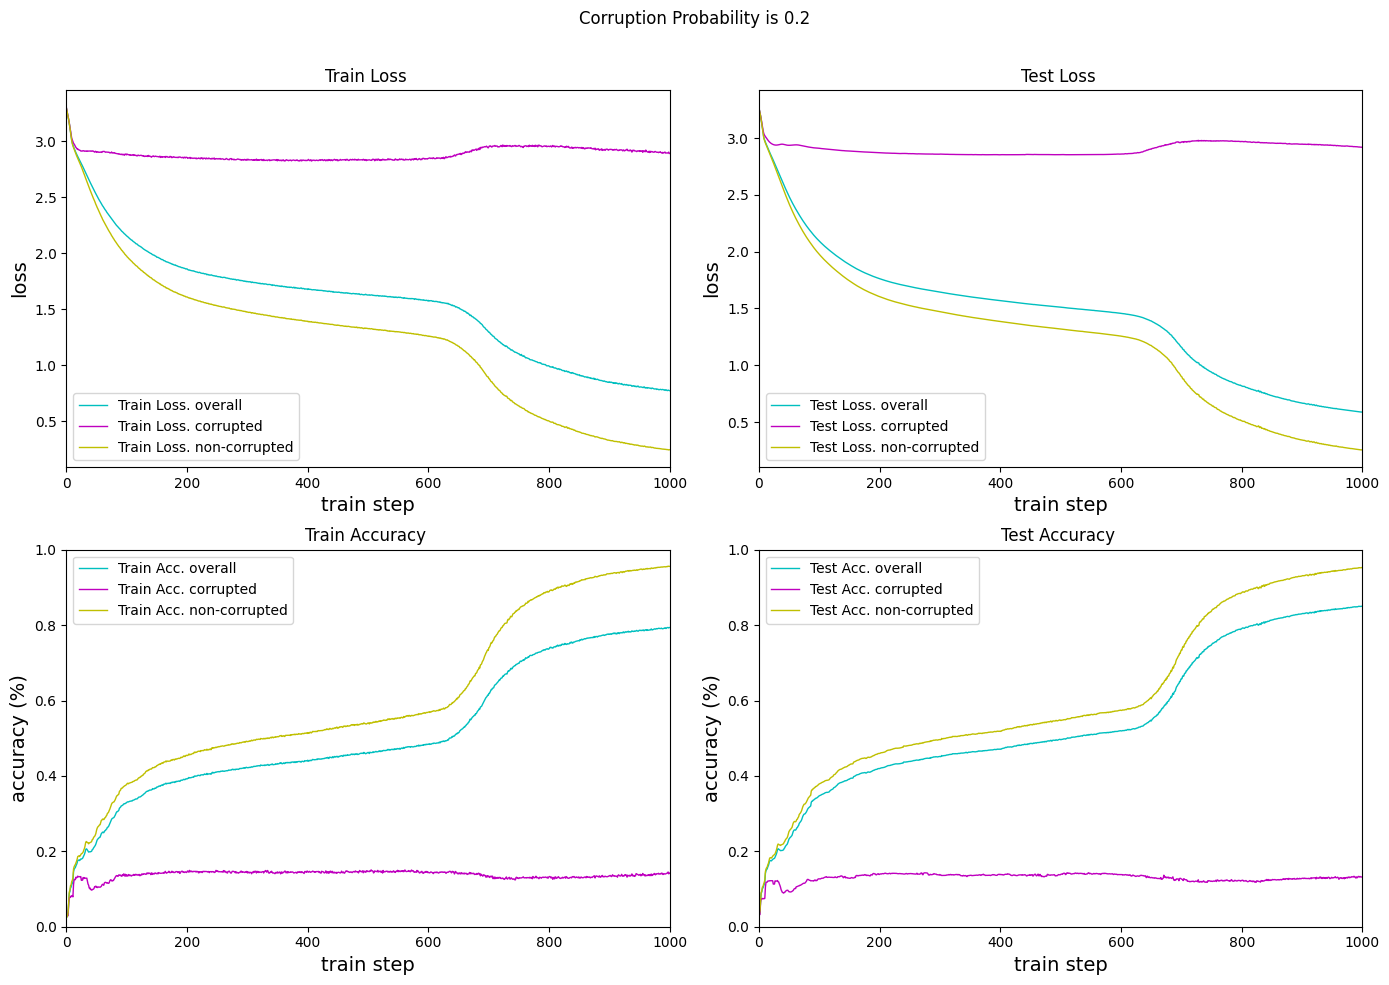 Corruption Probability is 0.2
Train Loss
loss
3.0
2.5
2.0
1.5
1.0
0.5
Train Loss. overall
Train Loss. corrupted
Train Loss. non-corrupted
0 200 400 600 800 1000
train step
Test Loss
loss
3.0
2.5
2.0
1.5
1.0
0.5
Test Loss. overall
Test Loss. corrupted
Test Loss. non-corrupted
0 200 400 600 800 1000
train step
Train Accuracy
accuracy (%)
1.0
0.8
0.6
0.4
0.2
0.0
Train Acc. overall
Train Acc. corrupted
Train Acc. non-corrupted
0 200 400 600 800 1000
train step
Test Accuracy
accuracy (%)
1.0
0.8
0.6
0.4
0.2
0.0
Test Acc. overall
Test Acc. corrupted
Test Acc. non-corrupted
0 200 400 600 800 1000
train step